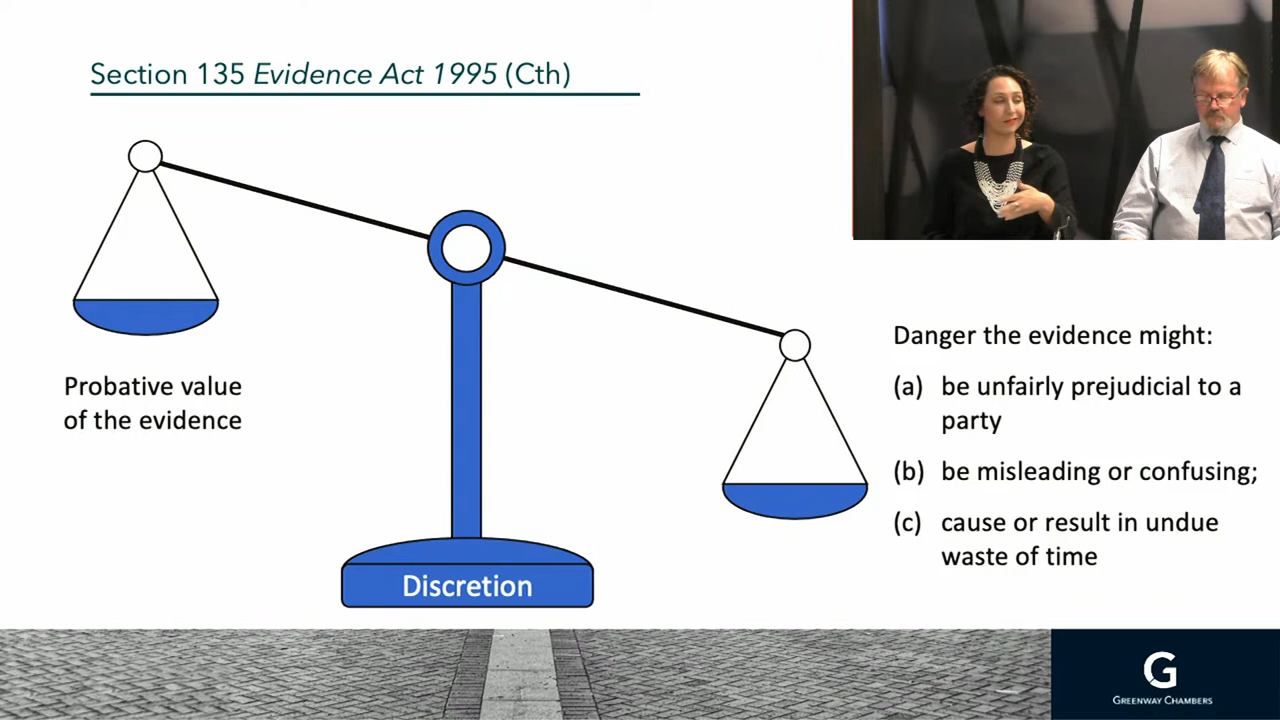 Section 135 Evidence Act 1995 (Cth)
Probative value
of the evidence
Discretion
Danger the evidence might:
(a) be unfairly prejudicial to a
party
(b) be misleading or confusing;
(c) cause or result in undue
waste of time
G
GREENWAY CHAMBERS